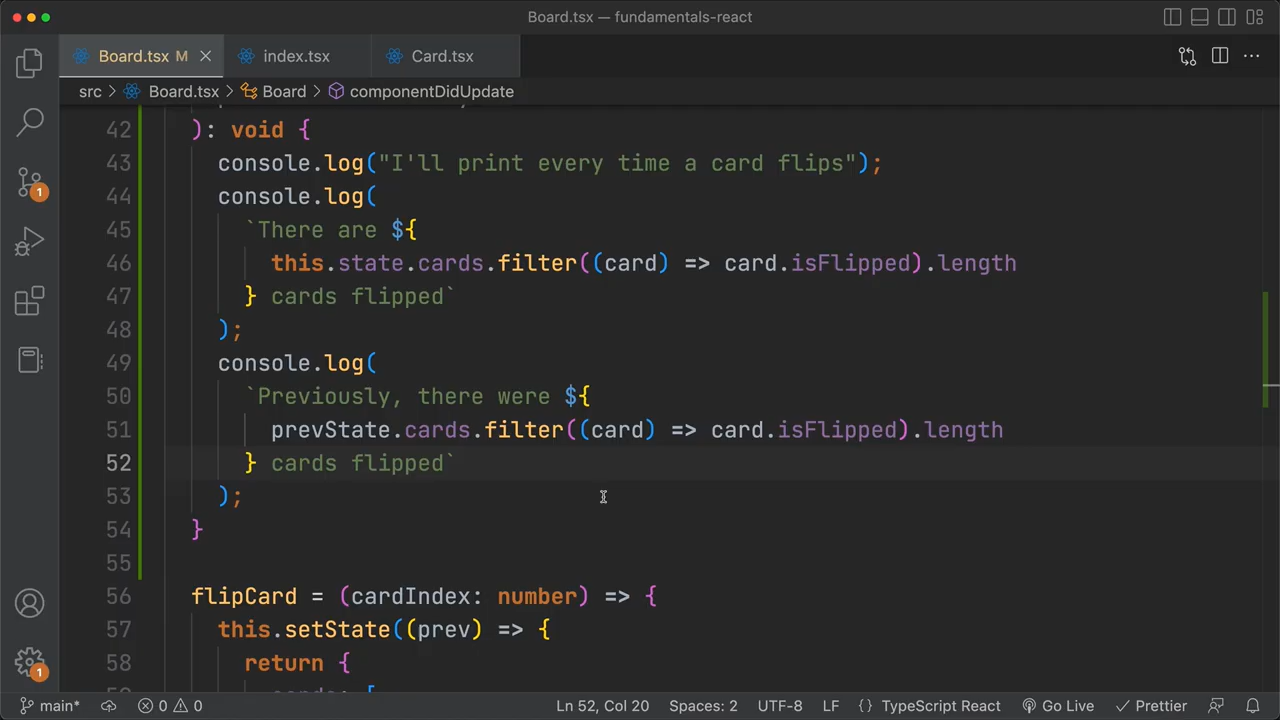 Board.tsx — fundamentals-react
Board.tsx M
index.tsx
Card.tsx
src > Board.tsx > Board > componentDidUpdate
42 ): void {
43 console.log("I'll print every time a card flips");
44 console.log(
45 `There are ${
46 this.state.cards.filter((card) => card.isFlipped).length
47 } cards flipped`
48 );
49 console.log(
50 `Previously, there were ${
51 prevState.cards.filter((card) => card.isFlipped).length
52 } cards flipped`
53 );
54 }
55
56 flipCard = (cardIndex: number) => {
57 this.setState((prev) => {
58 return {
1
1
main* 0 0 Ln 52, Col 20 Spaces: 2 UTF-8 LF {} TypeScript React Go Live Prettier